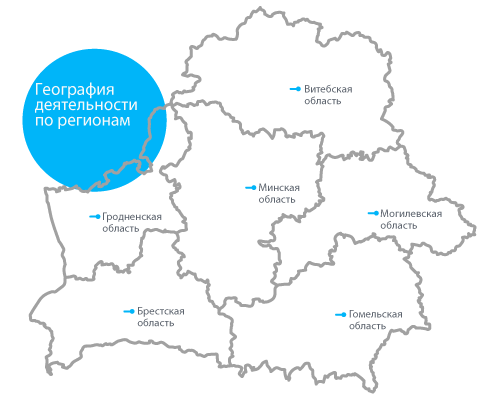 География
деятельности
по регионам
Витебская
область
Минская
область
Гродненская
область
Могилевская
область
Брестская
область
Гомельская
область